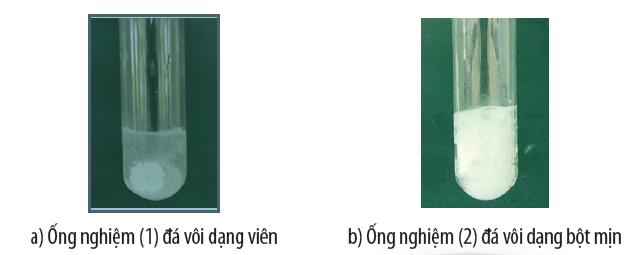 a) Ống nghiệm (1) đá vôi dạng viên
b) Ống nghiệm (2) đá vôi dạng bột mịn